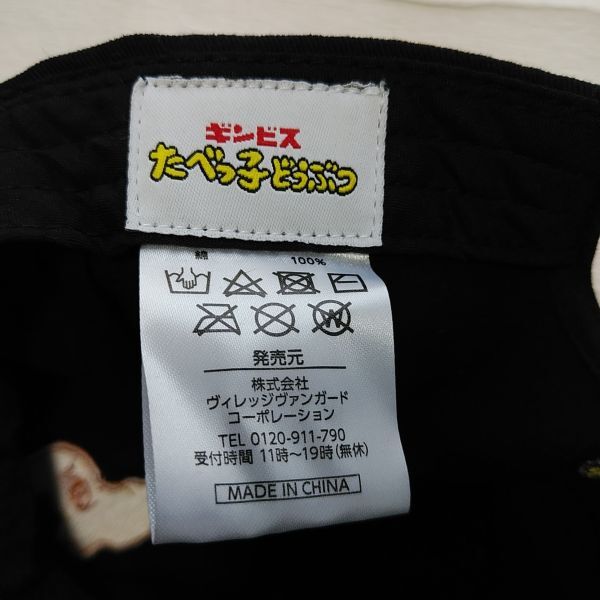 ギンビス
たべっ子どうぶつ
綿 100%
発売元
株式会社
ヴィレッジヴァンガード
コーポレーション
TEL 0120-911-790
受付時間 11時～19時(無休)
MADE IN CHINA